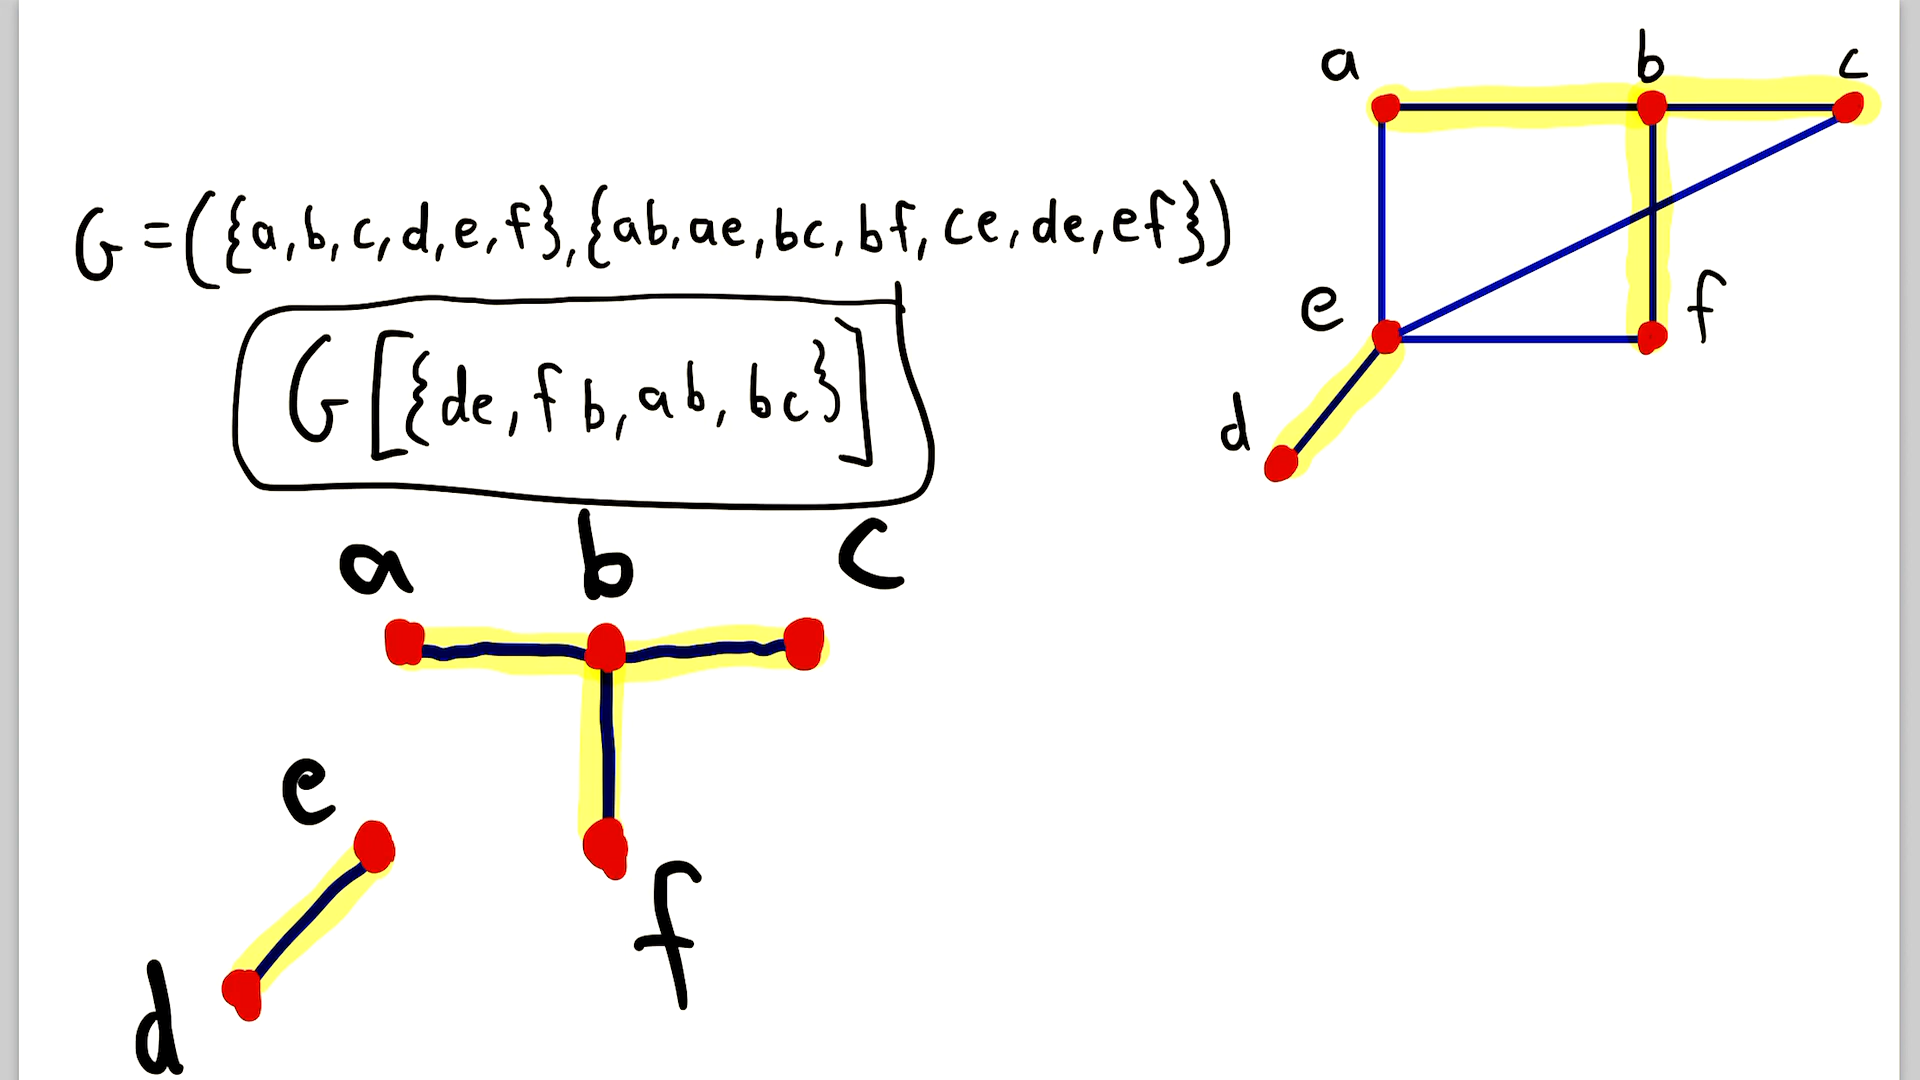 a b c
G = ({a, b, c, d, e, f}, {ab, ae, bc, bf, ce, de, ef})
e f
G[{de, fb, ab, bc}]
d
a b c
e
f
d